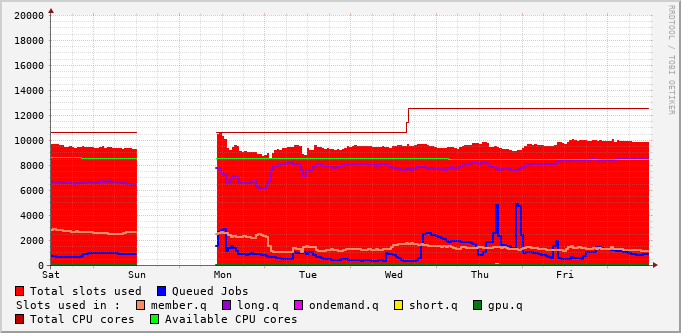 RRDTOOL / TOBI OETIKER
20000
18000
16000
14000
12000
10000
8000
6000
4000
2000
0
Sat Sun Mon Tue Wed Thu Fri
Total slots used Queued Jobs
Slots used in : member.q long.q ondemand.q short.q gpu.q
Total CPU cores Available CPU cores